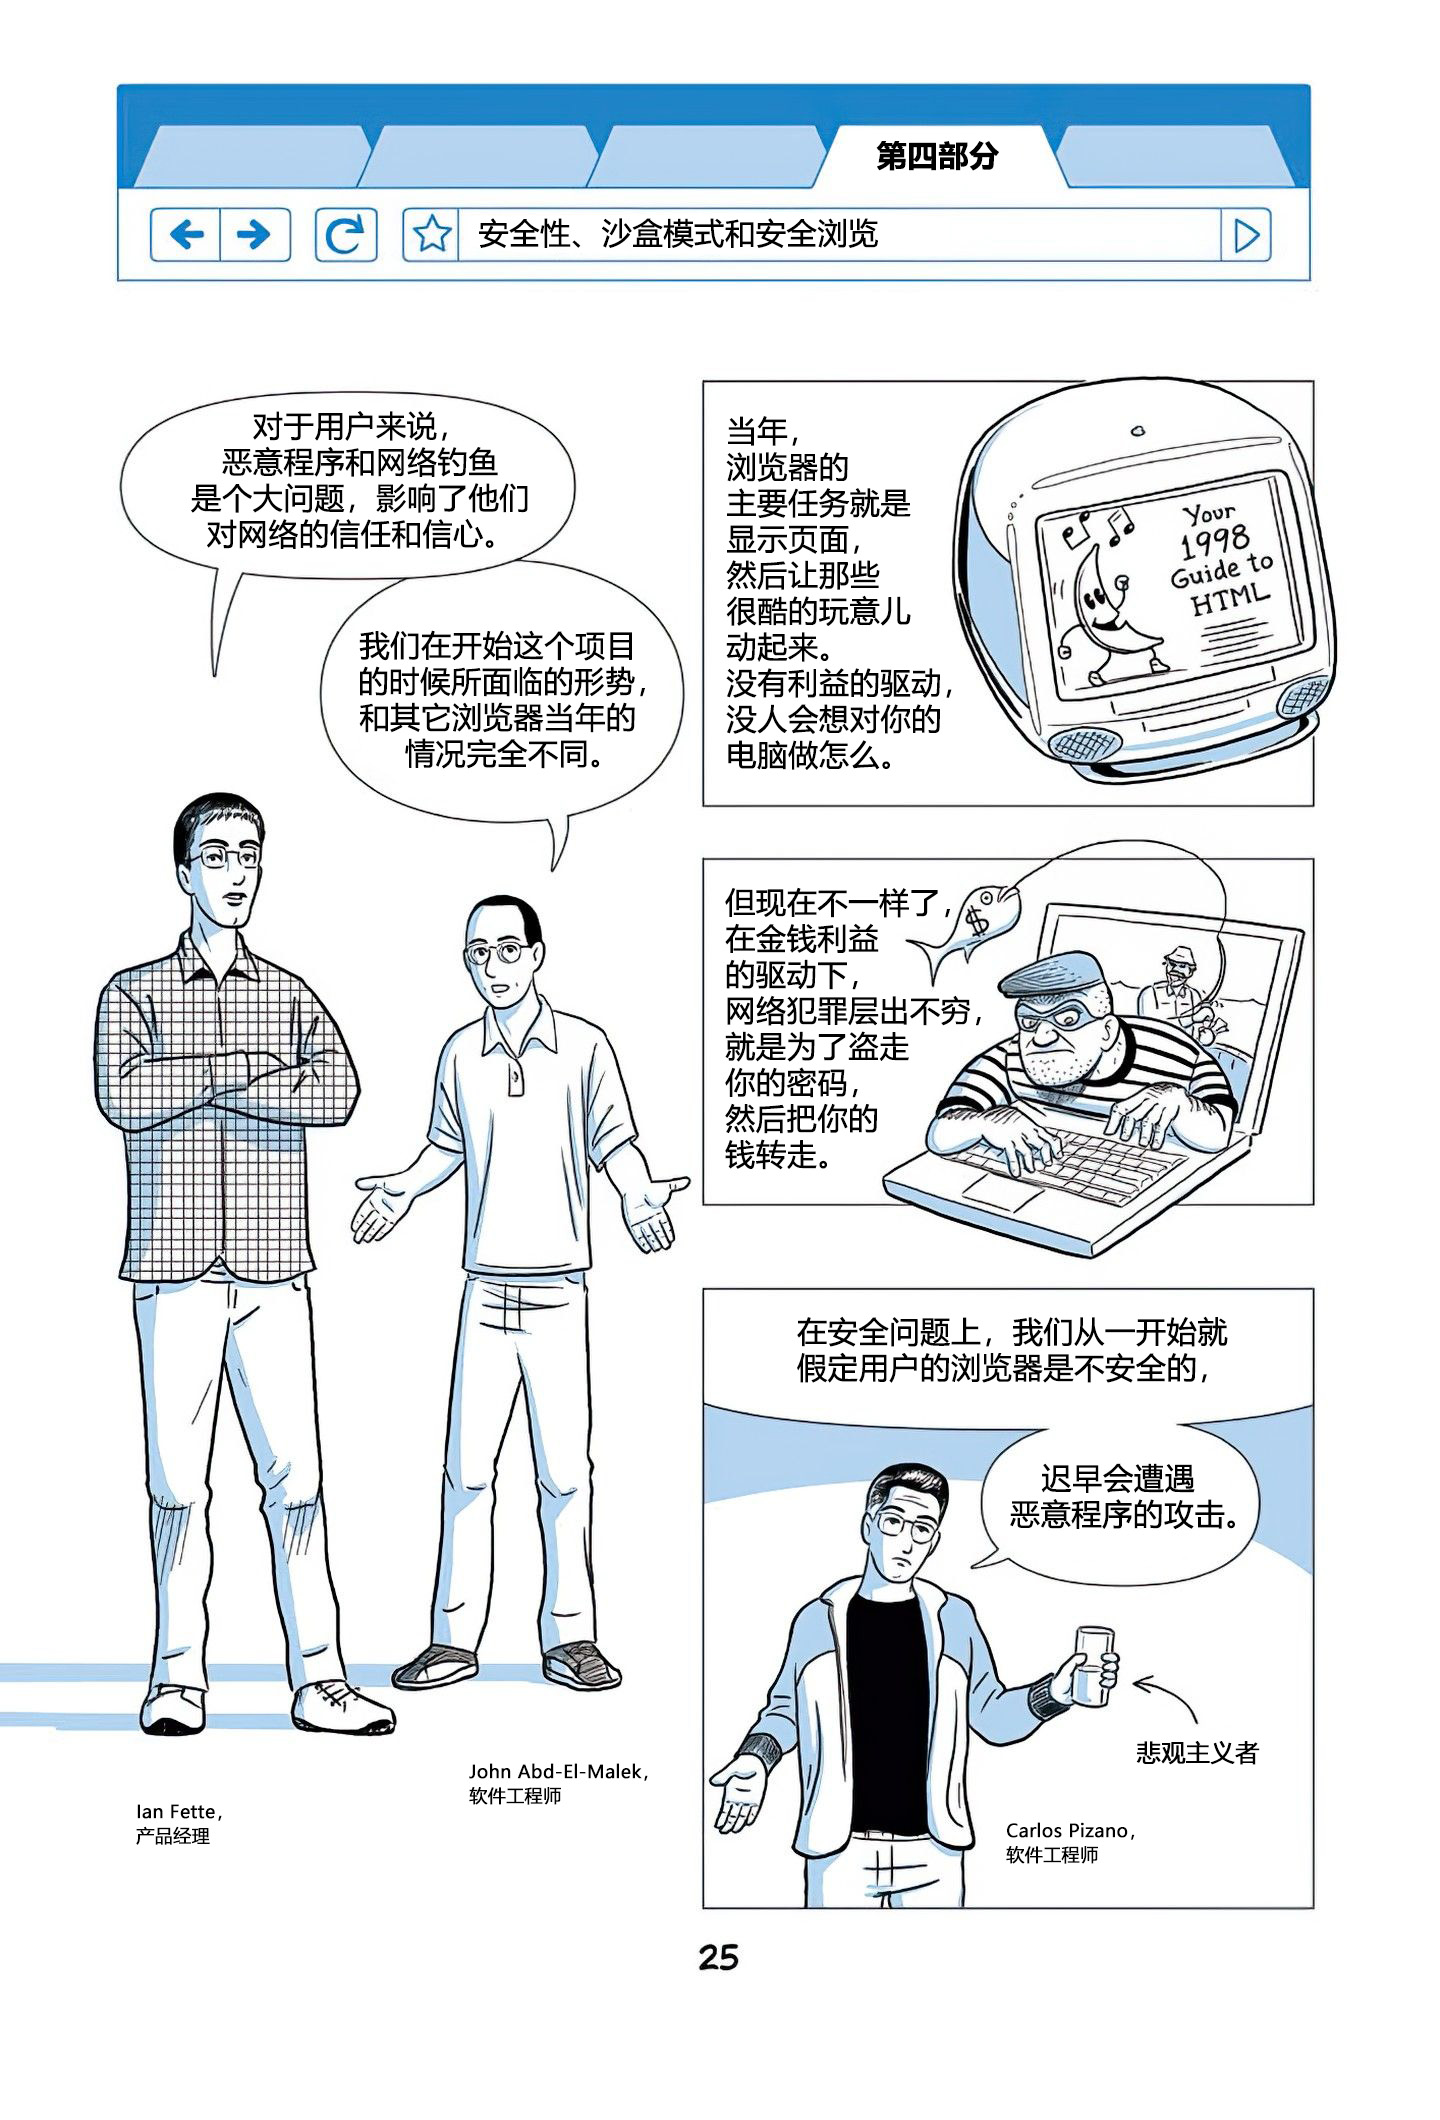 第四部分
安全性、沙盒模式和安全浏览
对于用户来说，
恶意程序和网络钓鱼
是个大问题，影响了他们
对网络的信任和信心。
我们在开始这个项目
的时候所面临的形势，
和其它浏览器当年的
情况完全不同。
Ian Fette，
产品经理
John Abd-El-Malek，
软件工程师
当年，
浏览器的
主要任务就是
显示页面，
然后让那些
很酷的玩意儿
动起来。
没有利益的驱动，
没人会想对你的
电脑做怎么。
Your
1998
Guide to
HTML
但现在不一样了，
在金钱利益
的驱动下，
网络犯罪层出不穷，
就是为了盗走
你的密码，
然后把你的
钱转走。
$
在安全问题上，我们从一开始就
假定用户的浏览器是不安全的，
迟早会遭遇
恶意程序的攻击。
悲观主义者
Carlos Pizano，
软件工程师
25